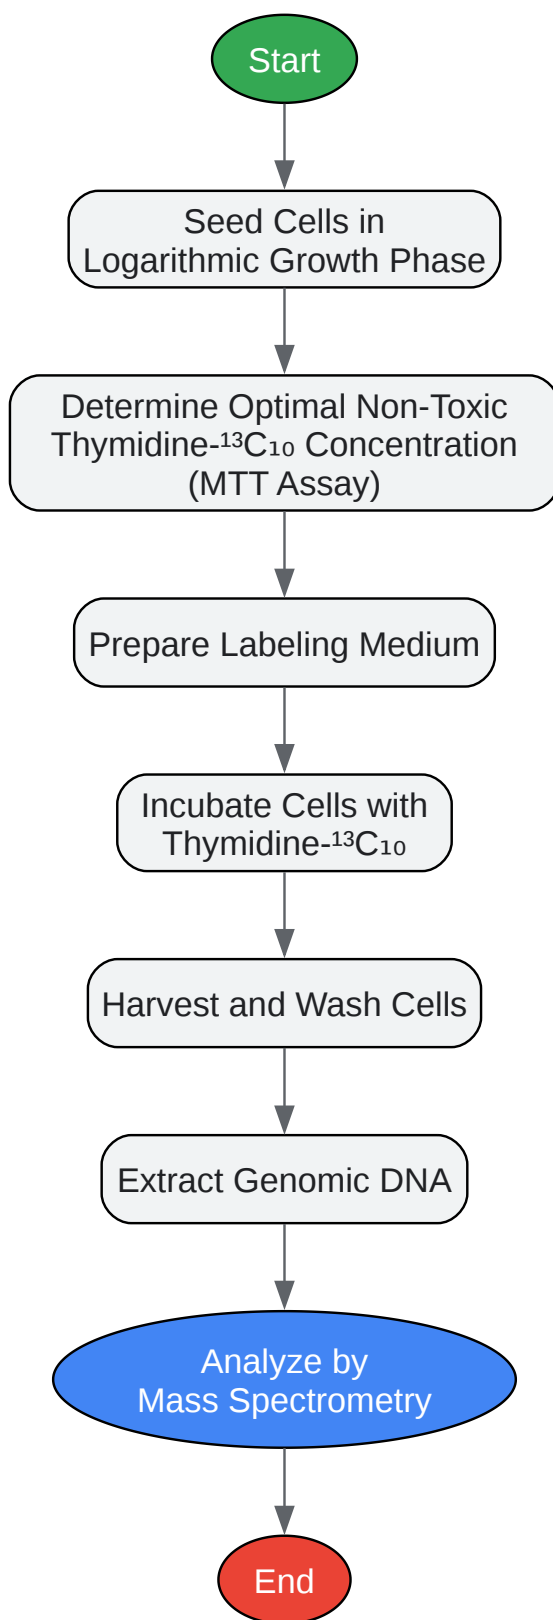 Start
Seed Cells in
Logarithmic Growth Phase
Determine Optimal Non-Toxic
Thymidine-¹³C₁₀ Concentration
(MTT Assay)
Prepare Labeling Medium
Incubate Cells with
Thymidine-¹³C₁₀
Harvest and Wash Cells
Extract Genomic DNA
Analyze by
Mass Spectrometry
End